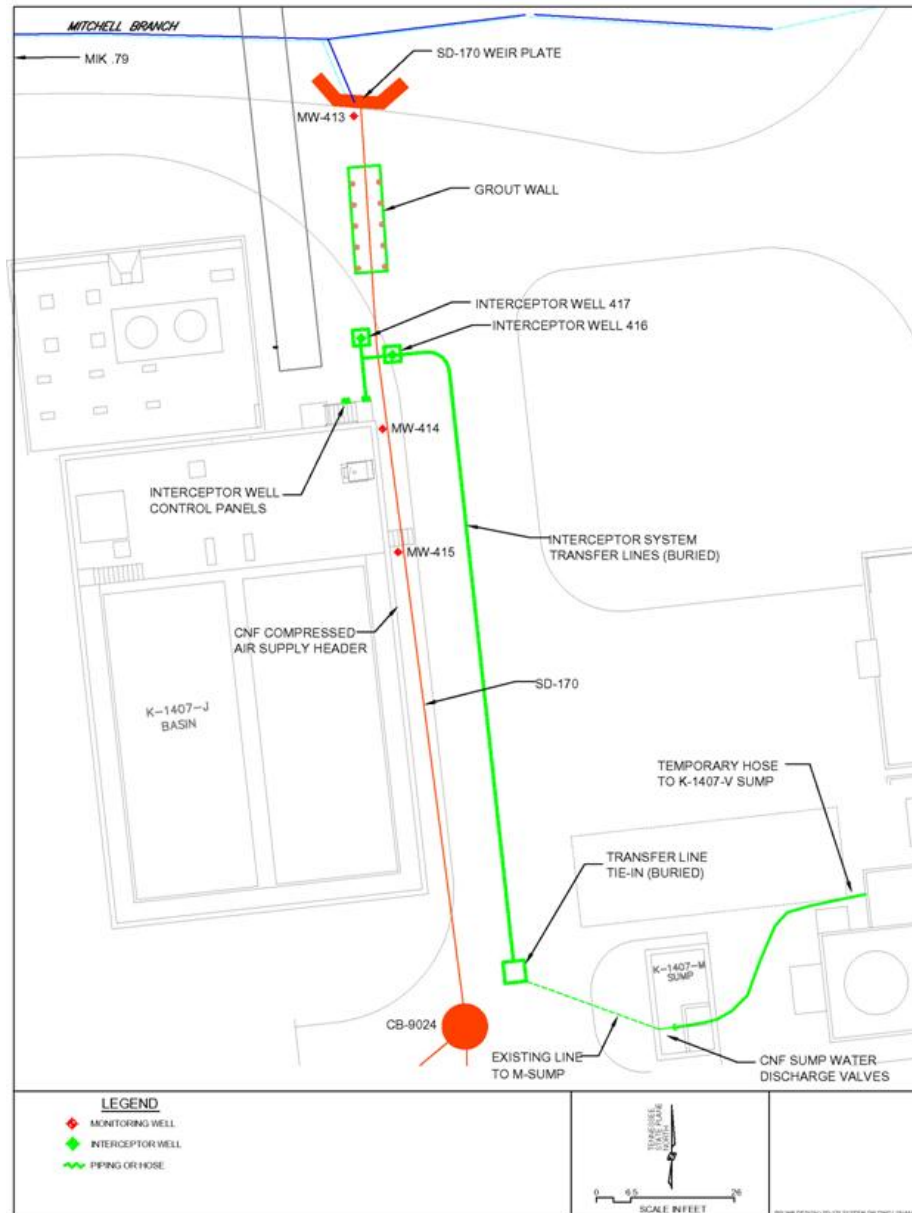 MITCHELL BRANCH
MIK .79
SD-170 WEIR PLATE
MW-413
GROUT WALL
INTERCEPTOR WELL 417
INTERCEPTOR WELL 416
MW-414
INTERCEPTOR WELL
CONTROL PANELS
INTERCEPTOR SYSTEM
TRANSFER LINES (BURIED)
MW-415
CNF COMPRESSED
AIR SUPPLY HEADER
SD-170
K-1407-J
BASIN
TEMPORARY HOSE
TO K-1407-V SUMP
TRANSFER LINE
TIE-IN (BURIED)
K-1407-M
SUMP
CB-9024
EXISTING LINE
TO M-SUMP
CNF SUMP WATER
DISCHARGE VALVES
LEGEND
MONITORING WELL
INTERCEPTOR WELL
PIPING OR HOSE
TENNESSEE
STATE PLANE
NORTH
0 6.5 26
SCALE IN FEET